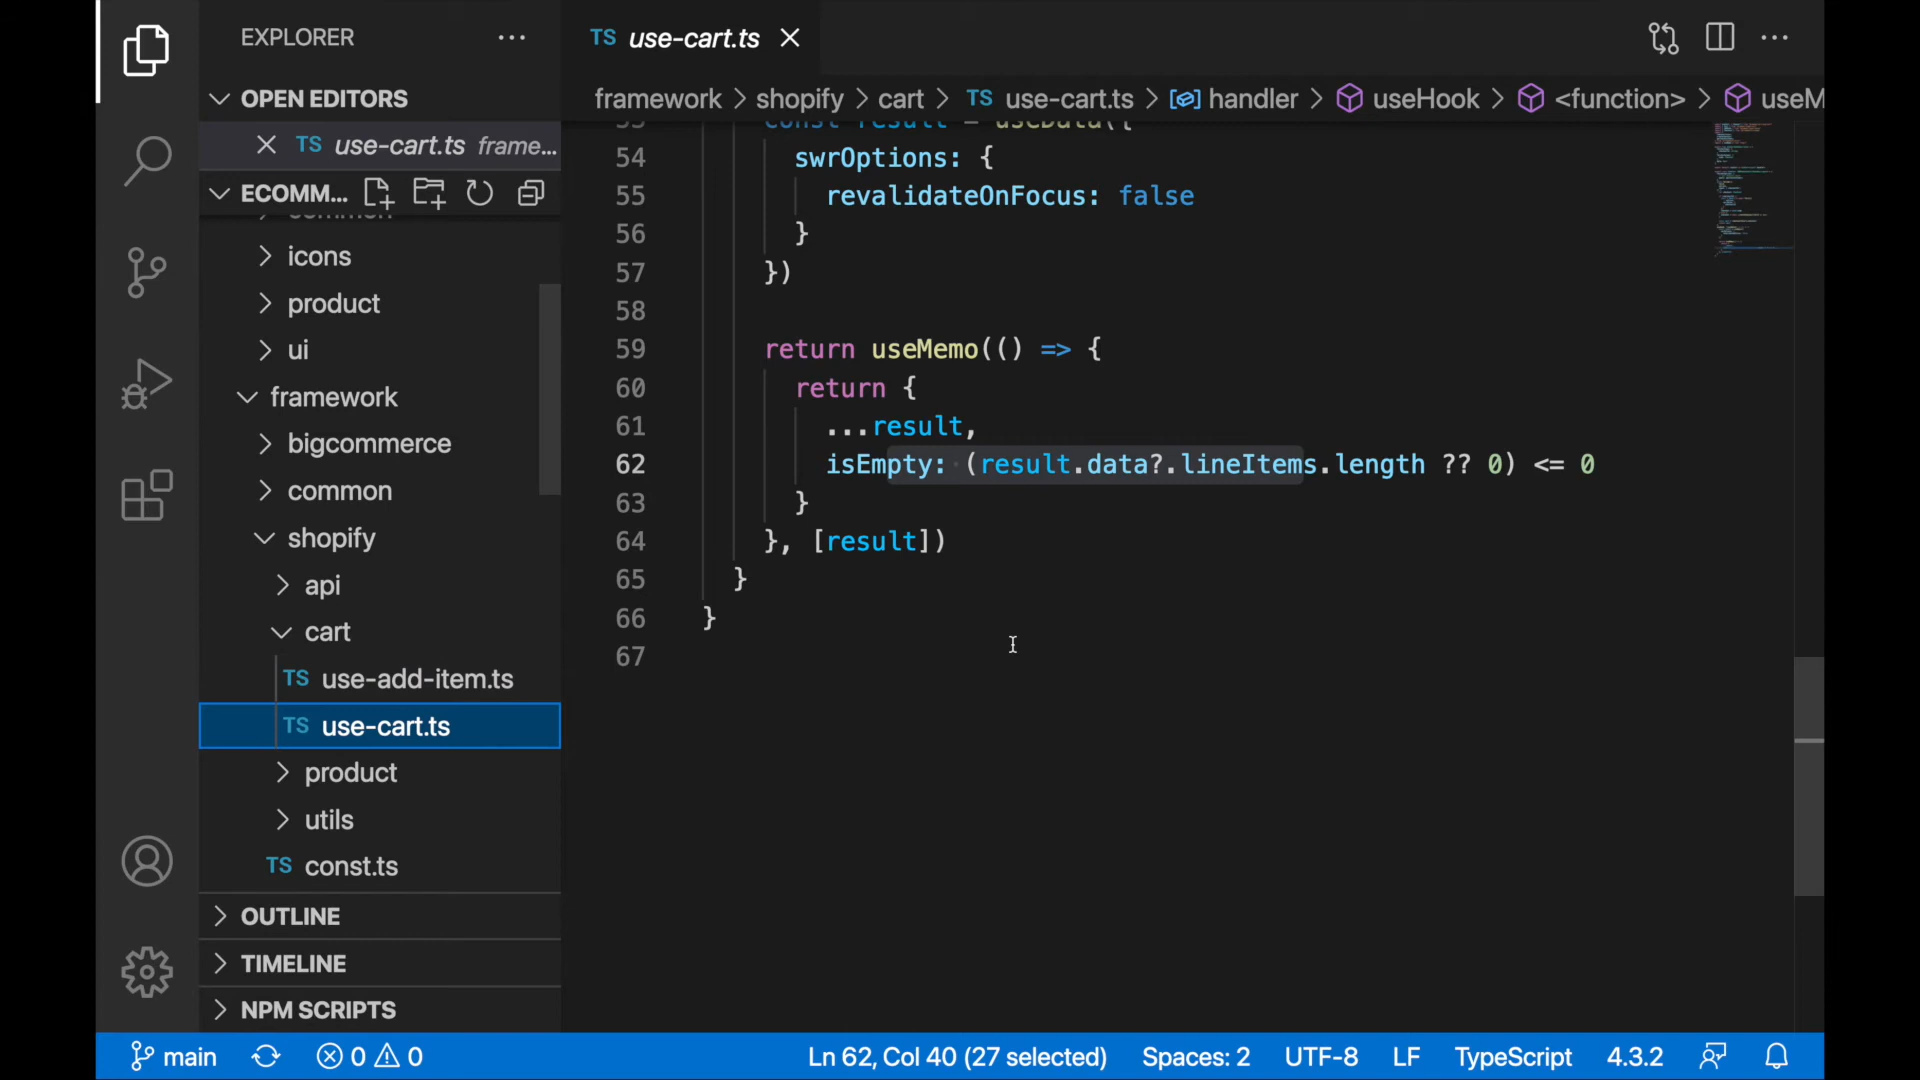 EXPLORER
OPEN EDITORS
TS use-cart.ts frame...
ECOMM...
common
icons
product
ui
framework
bigcommerce
common
shopify
api
cart
TS use-add-item.ts
TS use-cart.ts
product
utils
TS const.ts
OUTLINE
TIMELINE
NPM SCRIPTS
TS use-cart.ts
framework > shopify > cart > TS use-cart.ts > handler > useHook > <function> > useM
53 const result = useData({
54 swrOptions: {
55 revalidateOnFocus: false
56 }
57 })
58
59 return useMemo(() => {
60 return {
61 ...result,
62 isEmpty: (result.data?.lineItems.length ?? 0) <= 0
63 }
64 }, [result])
65 }
66 }
67
main 0 0 Ln 62, Col 40 (27 selected) Spaces: 2 UTF-8 LF TypeScript 4.3.2